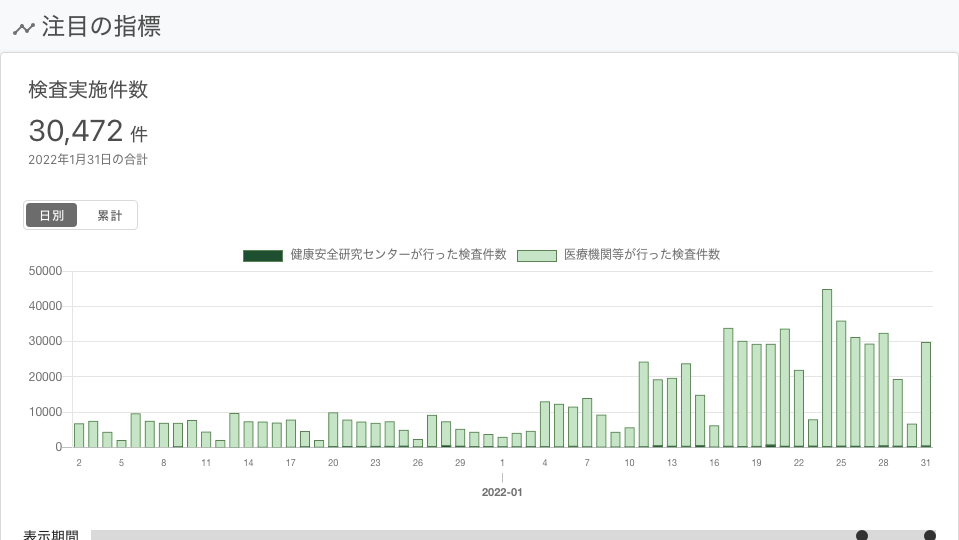 注目の指標
検査実施件数
30,472 件
2022年1月31日の合計
日別 累計
健康安全研究センターが行った検査件数 医療機関等が行った検査件数
50000
40000
30000
20000
10000
0
2 5 8 11 14 17 20 23 26 29 1 4 7 10 13 16 19 22 25 28 31
2022-01
表示期間